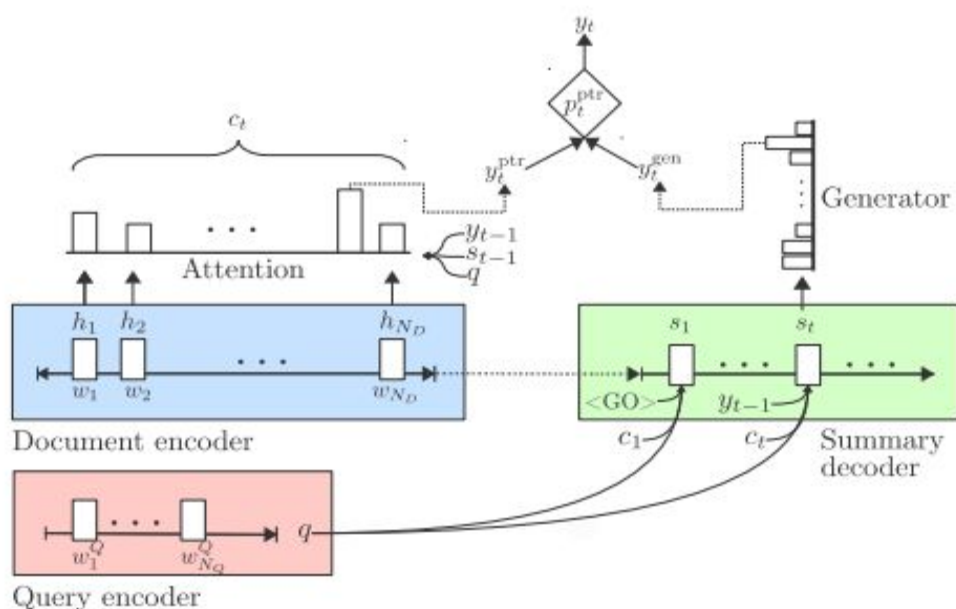 y_t
p_t^ptr
c_t
y_t^ptr y_t^gen
Generator
y_{t-1}
s_{t-1}
q
Attention
h_1 h_2 h_{N_D} s_1 s_t
. . .
w_1 w_2 w_{N_D}
<GO> y_{t-1}
c_1 c_t
Document encoder
Summary
decoder
q
w_1^Q w_{N_Q}^Q
Query encoder